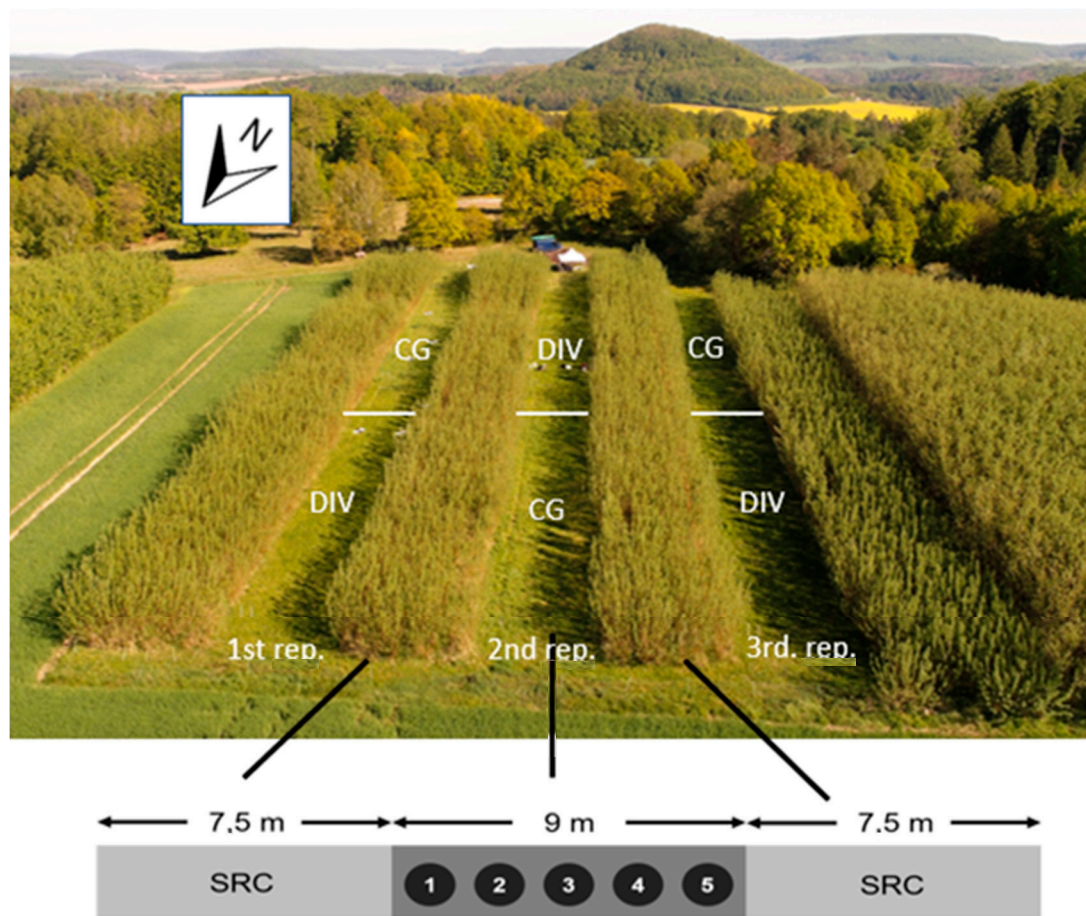 N
CG DIV CG
DIV CG DIV
1st rep. 2nd rep. 3rd. rep.
7.5 m 9 m 7.5 m
SRC 1 2 3 4 5 SRC